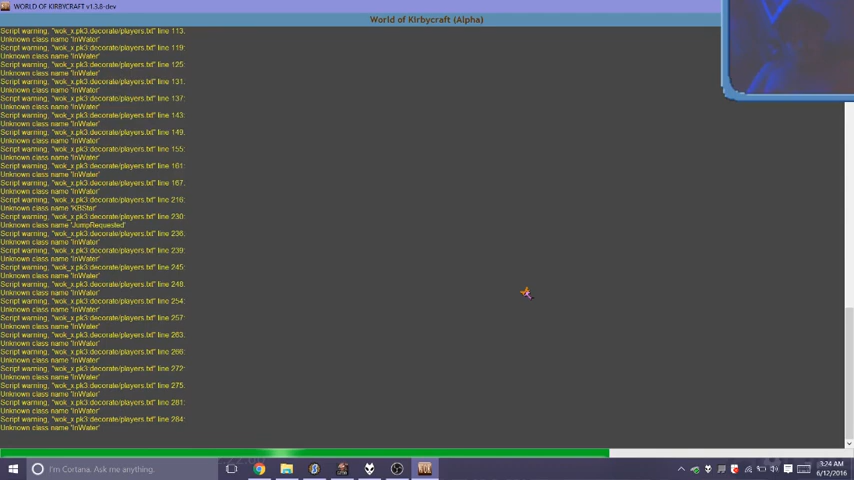 WORLD OF KIRBYCRAFT v1.3.8-dev
World of Kirbycraft (Alpha)
Script warning, "wok_x.pk3:decorate/players.txt" line 113:
Unknown class name 'InWater'
Script warning, "wok_x.pk3:decorate/players.txt" line 119:
Unknown class name 'InWater'
Script warning, "wok_x.pk3:decorate/players.txt" line 125:
Unknown class name 'InWater'
Script warning, "wok_x.pk3:decorate/players.txt" line 131:
Unknown class name 'InWater'
Script warning, "wok_x.pk3:decorate/players.txt" line 137:
Unknown class name 'InWater'
Script warning, "wok_x.pk3:decorate/players.txt" line 143:
Unknown class name 'InWater'
Script warning, "wok_x.pk3:decorate/players.txt" line 149:
Unknown class name 'InWater'
Script warning, "wok_x.pk3:decorate/players.txt" line 155:
Unknown class name 'InWater'
Script warning, "wok_x.pk3:decorate/players.txt" line 161:
Unknown class name 'InWater'
Script warning, "wok_x.pk3:decorate/players.txt" line 167:
Unknown class name 'InWater'
Script warning, "wok_x.pk3:decorate/players.txt" line 216:
Unknown class name 'KBStar'
Script warning, "wok_x.pk3:decorate/players.txt" line 230:
Unknown class name 'JumpRequested'
Script warning, "wok_x.pk3:decorate/players.txt" line 236:
Unknown class name 'InWater'
Script warning, "wok_x.pk3:decorate/players.txt" line 239:
Unknown class name 'InWater'
Script warning, "wok_x.pk3:decorate/players.txt" line 245:
Unknown class name 'InWater'
Script warning, "wok_x.pk3:decorate/players.txt" line 248:
Unknown class name 'InWater'
Script warning, "wok_x.pk3:decorate/players.txt" line 254:
Unknown class name 'InWater'
Script warning, "wok_x.pk3:decorate/players.txt" line 257:
Unknown class name 'InWater'
Script warning, "wok_x.pk3:decorate/players.txt" line 263:
Unknown class name 'InWater'
Script warning, "wok_x.pk3:decorate/players.txt" line 266:
Unknown class name 'InWater'
Script warning, "wok_x.pk3:decorate/players.txt" line 272:
Unknown class name 'InWater'
Script warning, "wok_x.pk3:decorate/players.txt" line 275:
Unknown class name 'InWater'
Script warning, "wok_x.pk3:decorate/players.txt" line 281:
Unknown class name 'InWater'
Script warning, "wok_x.pk3:decorate/players.txt" line 284:
Unknown class name 'InWater'
I'm Cortana. Ask me anything.
1:24 AM
6/12/2016